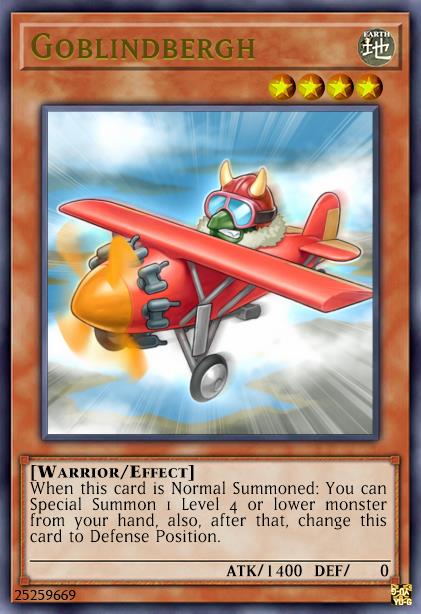 GOBLINDBERGH
EARTH
地
[WARRIOR/EFFECT]
When this card is Normal Summoned: You can
Special Summon 1 Level 4 or lower monster
from your hand, also, after that, change this
card to Defense Position.
ATK/1400 DEF/ 0
25259669